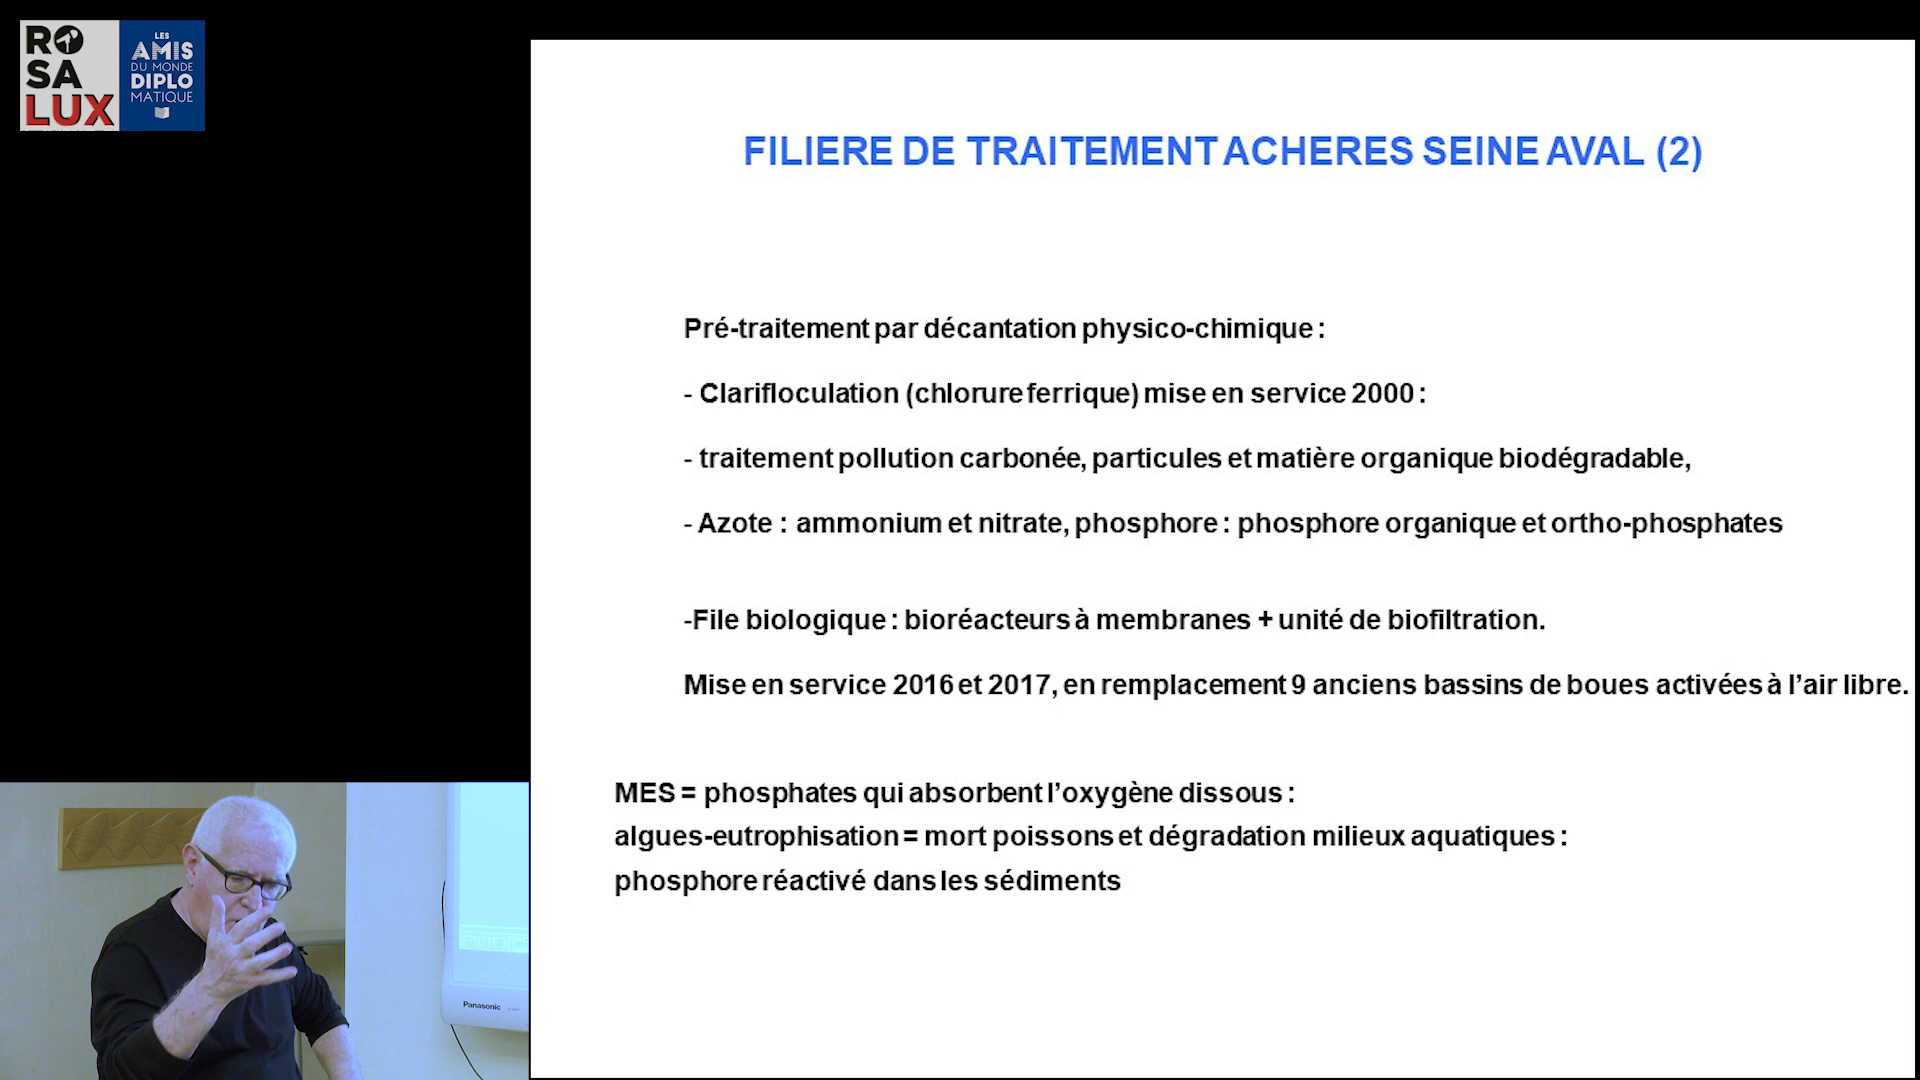 ROSA LUX
LES
AMIS
DU MONDE
DIPLO
MATIQUE
FILIERE DE TRAITEMENT ACHERES SEINE AVAL (2)
Pré-traitement par décantation physico-chimique :
- Clarifloculation (chlorure ferrique) mise en service 2000 :
- traitement pollution carbonée, particules et matière organique biodégradable,
- Azote : ammonium et nitrate, phosphore : phosphore organique et ortho-phosphates
-File biologique : bioréacteurs à membranes + unité de biofiltration.
Mise en service 2016 et 2017, en remplacement 9 anciens bassins de boues activées à l’air libre.
MES = phosphates qui absorbent l’oxygène dissous :
algues-eutrophisation = mort poissons et dégradation milieux aquatiques :
phosphore réactivé dans les sédiments
Panasonic